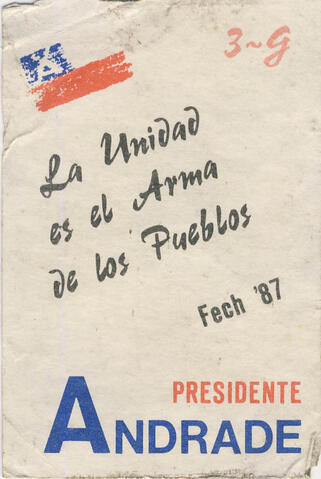 A
3~G
La Unidad
es el Arma
de los Pueblos
Fech '87
PRESIDENTE
ANDRADE